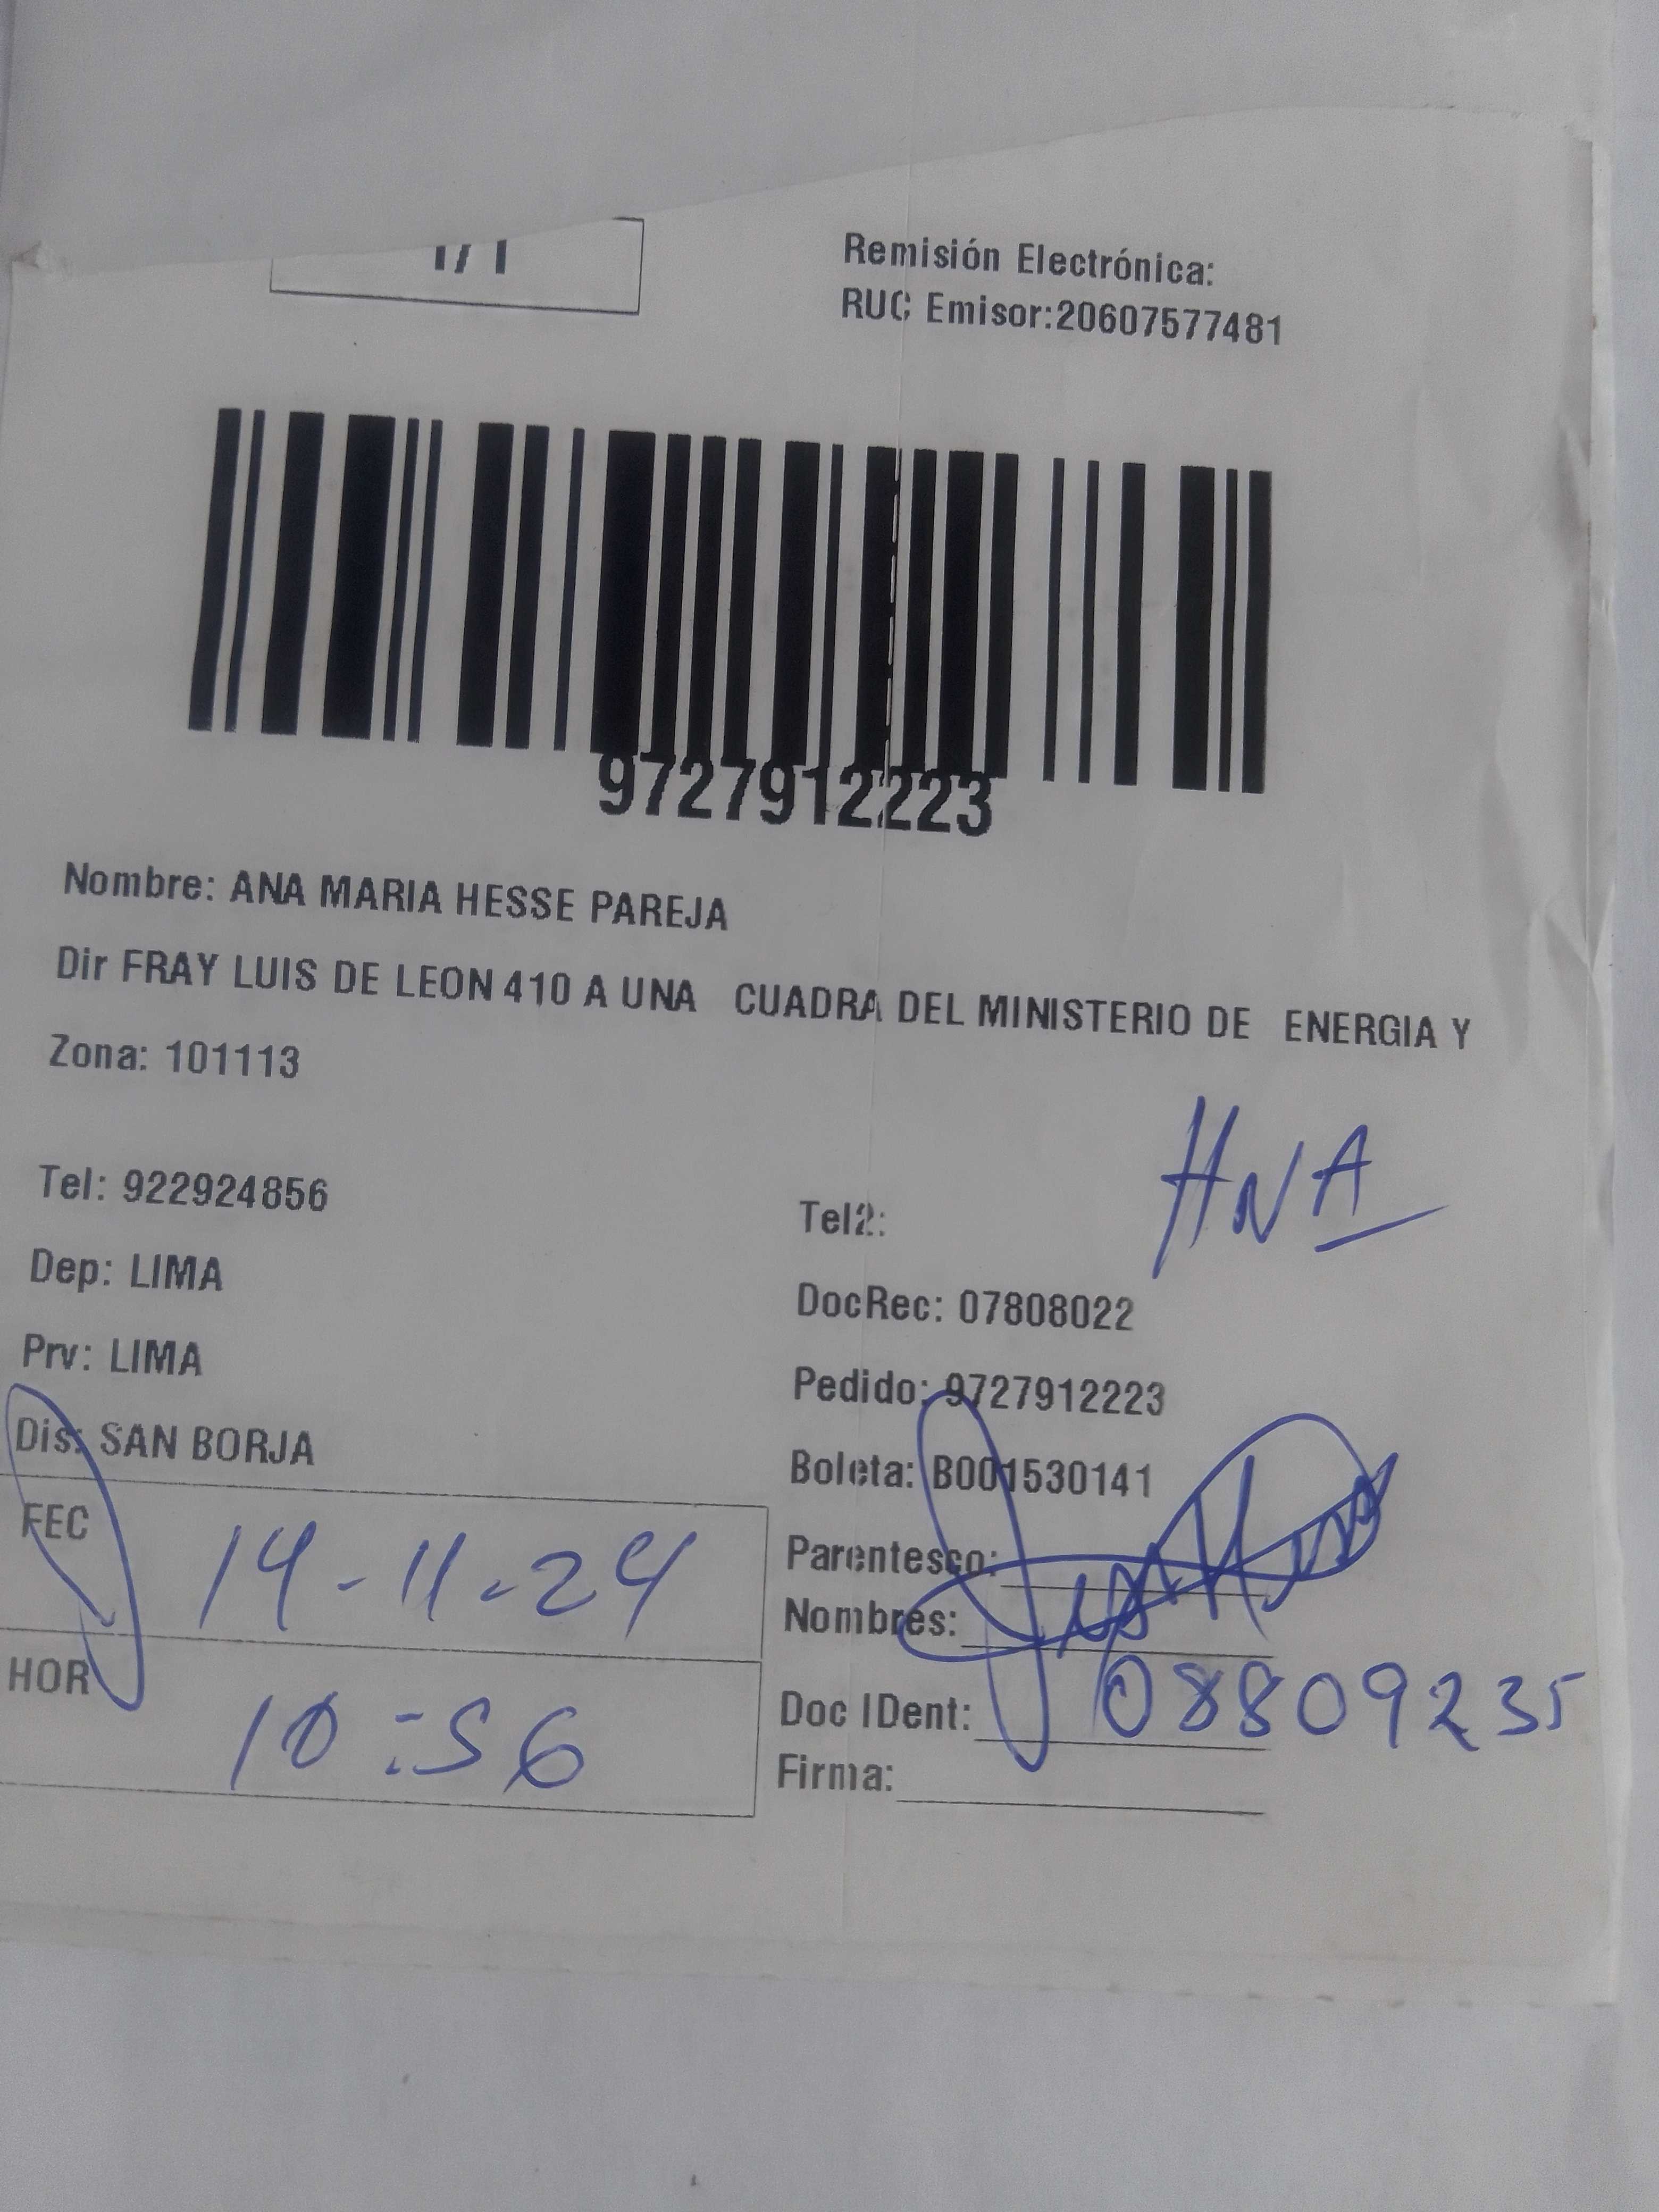 1/1
Remisión Electrónica:
RUC Emisor:20607577481
9727912223
Nombre: ANA MARIA HESSE PAREJA
Dir FRAY LUIS DE LEON 410 A UNA CUADRA DEL MINISTERIO DE ENERGIA Y
Zona: 101113
HNA
Tel: 922924856
Tel2:
Dep: LIMA
DocRec: 07808022
Prv: LIMA
Pedido: 9727912223
Dis: SAN BORJA
Boleta: B001530141
FEC 14-11-24
Parentesco:
Nombres:
HOR 10:56
Doc IDent: 08809235
Firma: